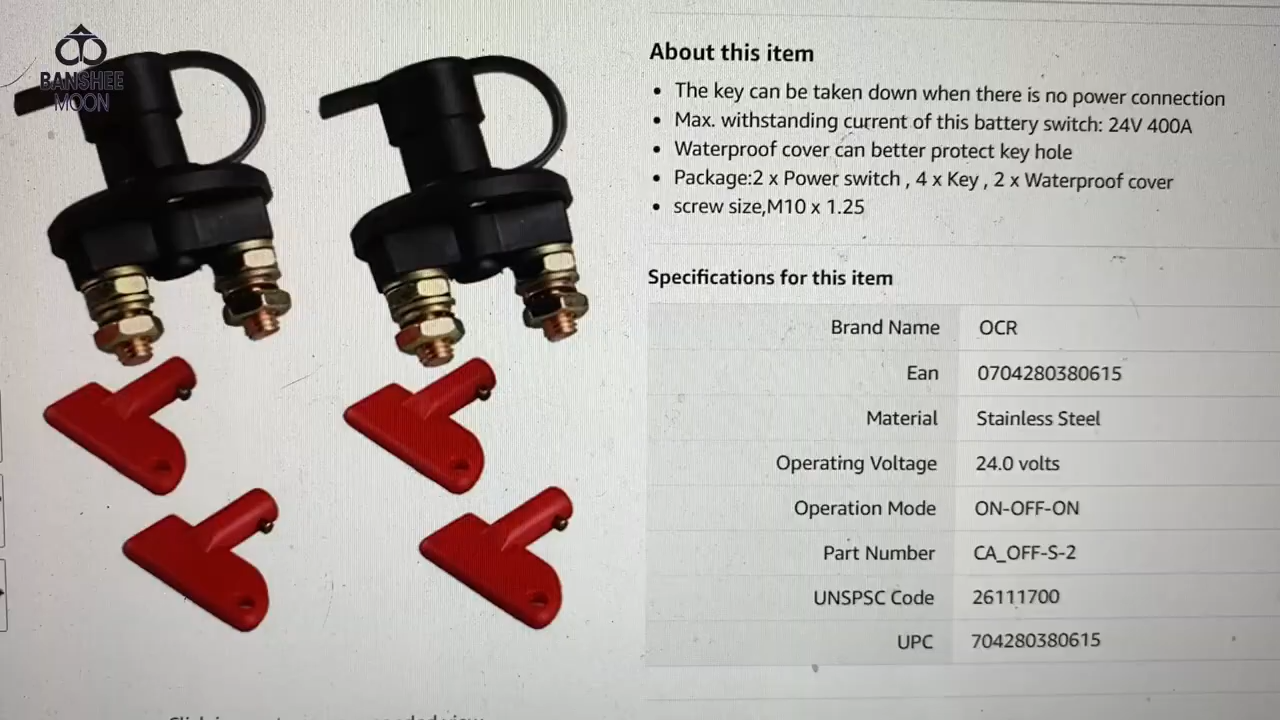 BANSHEE
MOON
About this item
The key can be taken down when there is no power connection
Max. withstanding current of this battery switch: 24V 400A
Waterproof cover can better protect key hole
Package:2 x Power switch , 4 x Key , 2 x Waterproof cover
screw size,M10 x 1.25
Specifications for this item
Brand Name OCR
Ean 0704280380615
Material Stainless Steel
Operating Voltage 24.0 volts
Operation Mode ON-OFF-ON
Part Number CA_OFF-S-2
UNSPSC Code 26111700
UPC 704280380615